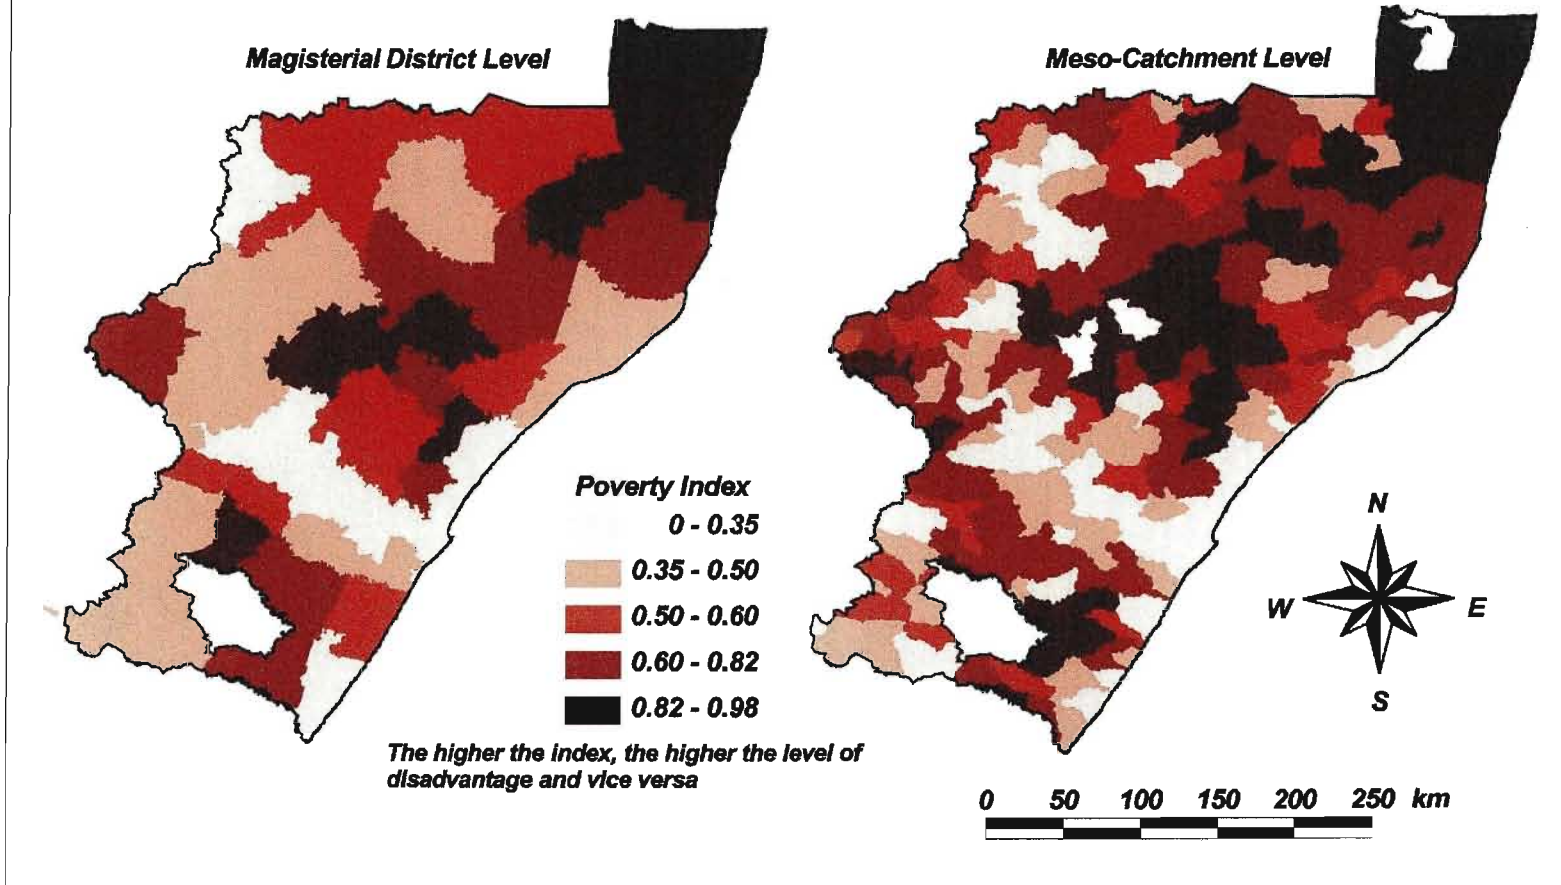 Magisterial District Level
Meso-Catchment Level
Poverty Index
0 - 0.35
0.35 - 0.50
0.50 - 0.60
0.60 - 0.82
0.82 - 0.98
The higher the index, the higher the level of
disadvantage and vice versa
N
W E
S
0 50 100 150 200 250 km